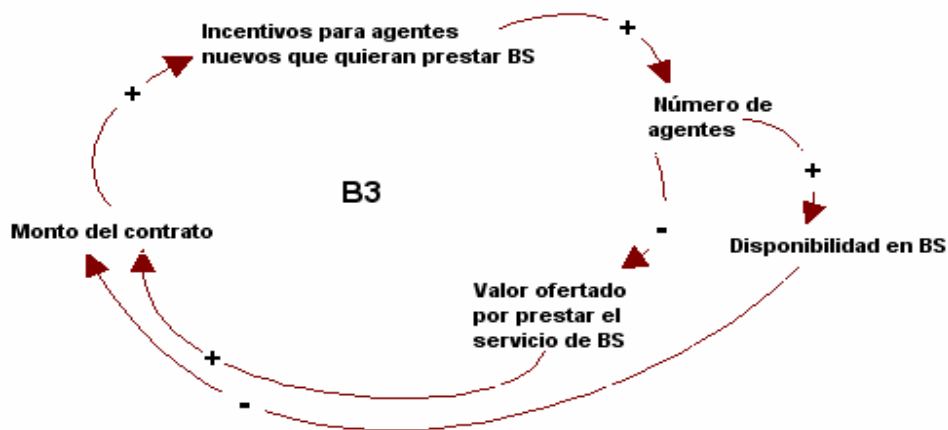 Incentivos para agentes
nuevos que quieran prestar BS
+
+
Número de
agentes
+
B3
Monto del contrato
-
Disponibilidad en BS
Valor ofertado
por prestar el
servicio de BS
+
-